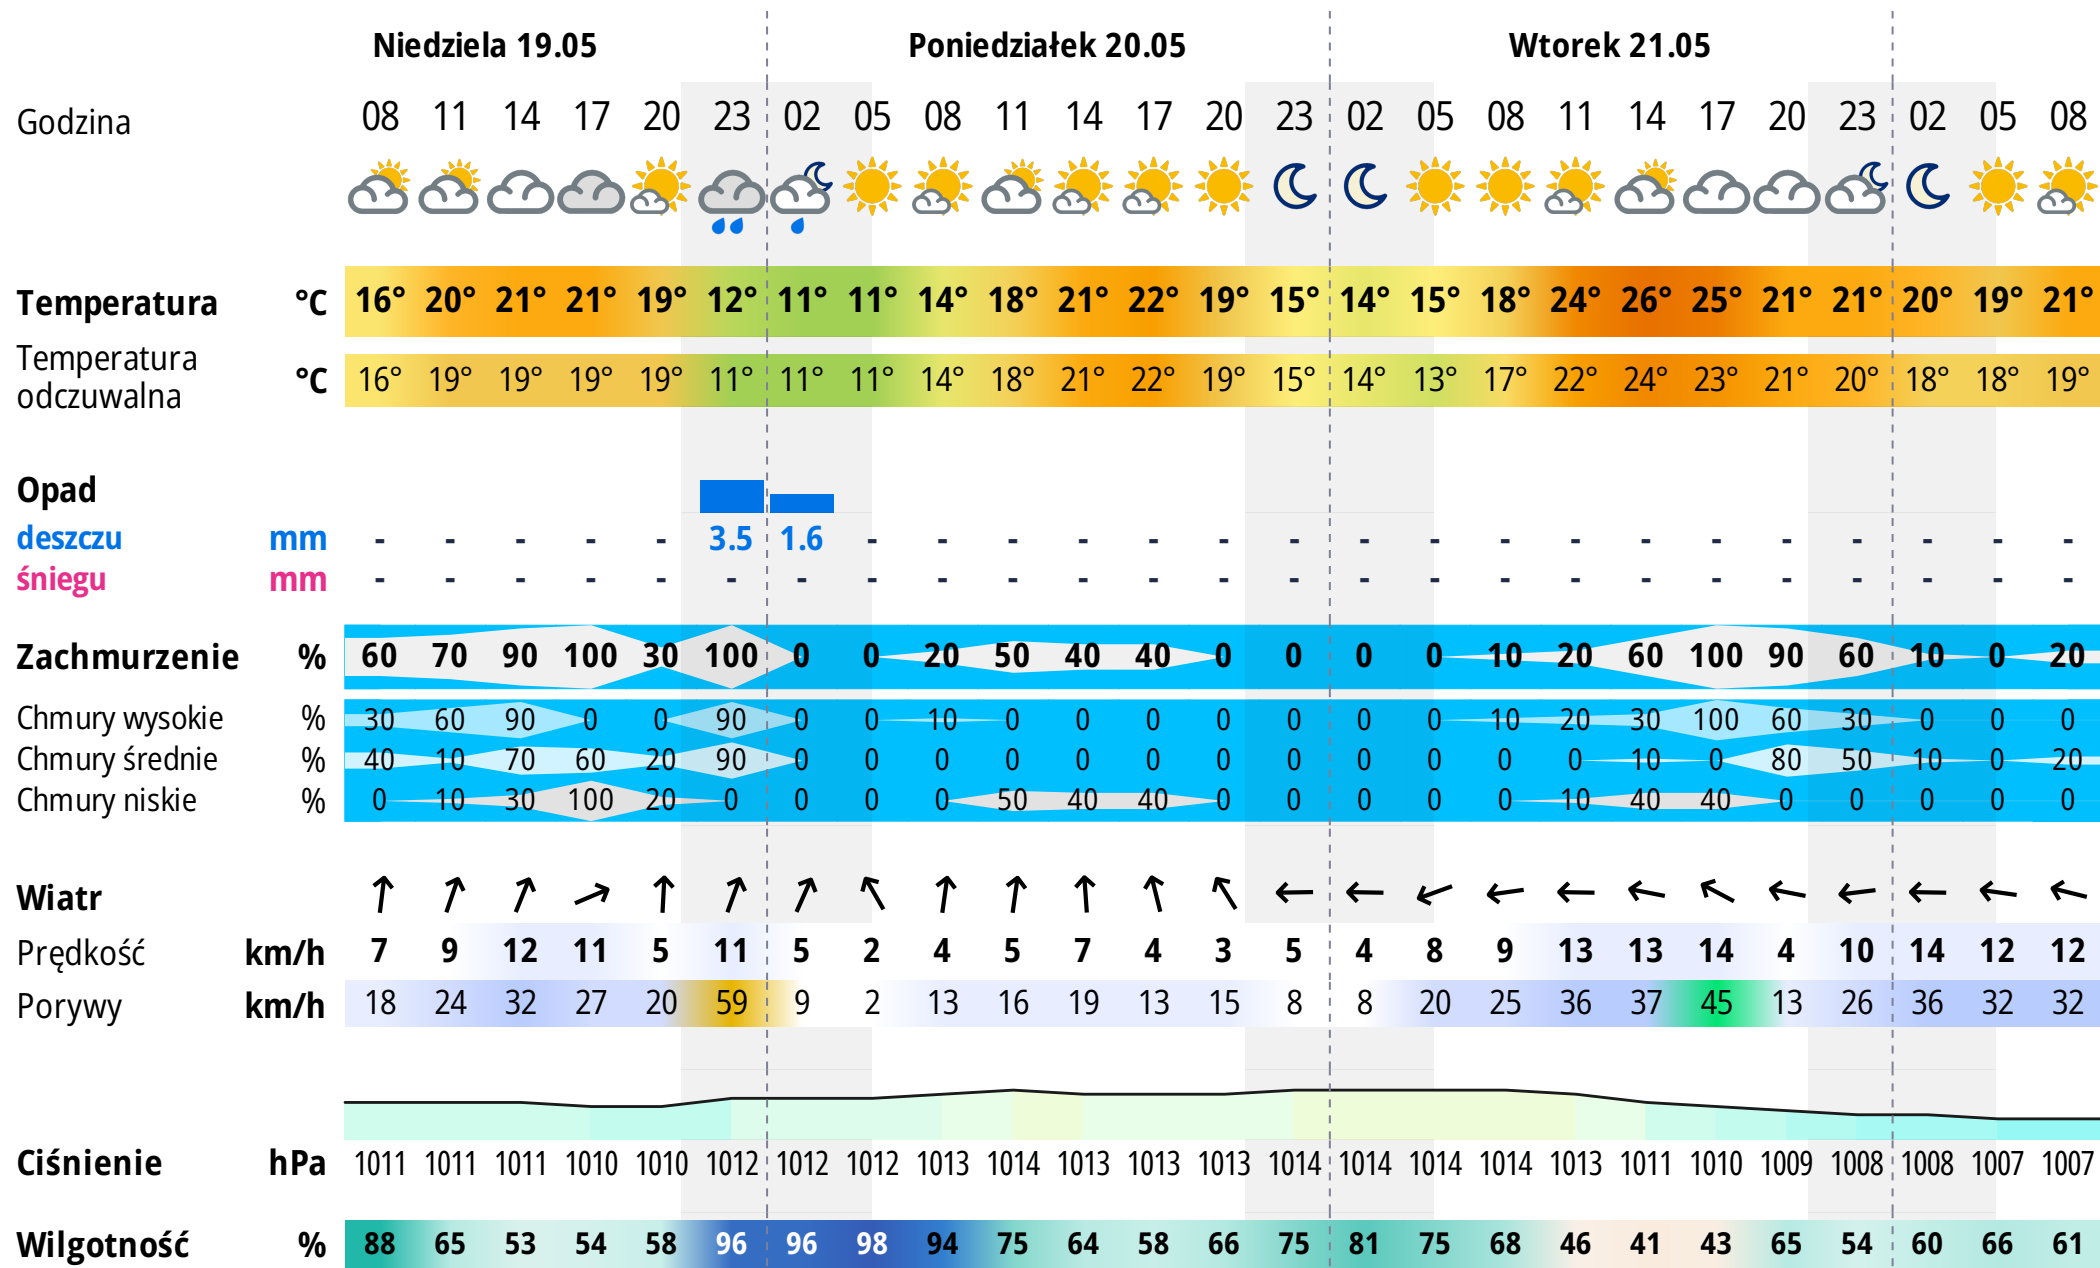 Niedziela 19.05 Poniedziałek 20.05 Wtorek 21.05
Godzina 08 11 14 17 20 23 02 05 08 11 14 17 20 23 02 05 08 11 14 17 20 23 02 05 08
Temperatura °C 16° 20° 21° 21° 19° 12° 11° 11° 14° 18° 21° 22° 19° 15° 14° 15° 18° 24° 26° 25° 21° 21° 20° 19° 21°
Temperatura
odczuwalna °C 16° 19° 19° 19° 19° 11° 11° 11° 14° 18° 21° 22° 19° 15° 14° 13° 17° 22° 24° 23° 21° 20° 18° 18° 19°
Opad
deszczu mm - - - - - 3.5 1.6 - - - - - - - - - - - - - - - - - -
śniegu mm - - - - - - - - - - - - - - - - - - - - - - - - -
Zachmurzenie % 60 70 90 100 30 100 0 0 20 50 40 40 0 0 0 0 10 20 60 100 90 60 10 0 20
Chmury wysokie % 30 60 90 0 0 90 0 0 10 0 0 0 0 0 0 0 10 20 30 100 60 30 0 0 0
Chmury średnie % 40 10 70 60 20 90 0 0 0 0 0 0 0 0 0 0 0 0 10 0 80 50 10 0 20
Chmury niskie % 0 10 30 100 20 0 0 0 0 50 40 40 0 0 0 0 0 10 40 40 0 0 0 0 0
Wiatr
Prędkość km/h 7 9 12 11 5 11 5 2 4 5 7 4 3 5 4 8 9 13 13 14 4 10 14 12 12
Porywy km/h 18 24 32 27 20 59 9 2 13 16 19 13 15 8 8 20 25 36 37 45 13 26 36 32 32
Ciśnienie hPa 1011 1011 1011 1010 1010 1012 1012 1012 1013 1014 1013 1013 1013 1014 1014 1014 1014 1013 1011 1010 1009 1008 1008 1007 1007
Wilgotność % 88 65 53 54 58 96 96 98 94 75 64 58 66 75 81 75 68 46 41 43 65 54 60 66 61